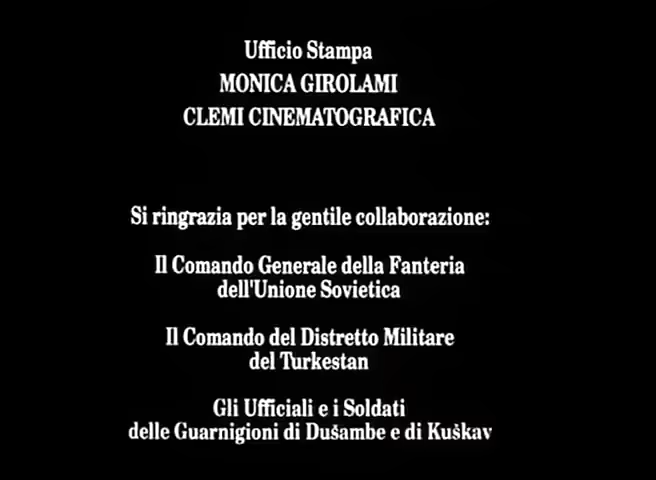 Ufficio Stampa
MONICA GIROLAMI
CLEMI CINEMATOGRAFICA
Si ringrazia per la gentile collaborazione:
Il Comando Generale della Fanteria
dell'Unione Sovietica
Il Comando del Distretto Militare
del Turkestan
Gli Ufficiali e i Soldati
delle Guarnigioni di Dušambe e di Kuškav